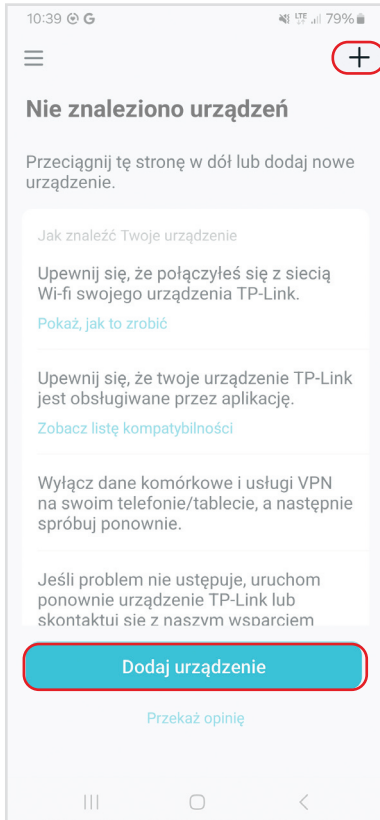 10:39 G LTE 79%
Nie znaleziono urządzeń
Przeciągnij tę stronę w dół lub dodaj nowe
urządzenie.
Jak znaleźć Twoje urządzenie
Upewnij się, że połączyłeś się z siecią
Wi-fi swojego urządzenia TP-Link.
Pokaż, jak to zrobić
Upewnij się, że twoje urządzenie TP-Link
jest obsługiwane przez aplikację.
Zobacz listę kompatybilności
Wyłącz dane komórkowe i usługi VPN
na swoim telefonie/tablecie, a następnie
spróbuj ponownie.
Jeśli problem nie ustępuje, uruchom
ponownie urządzenie TP-Link lub
skontaktuj się z naszym wsparciem
Dodaj urządzenie
Przekaż opinię